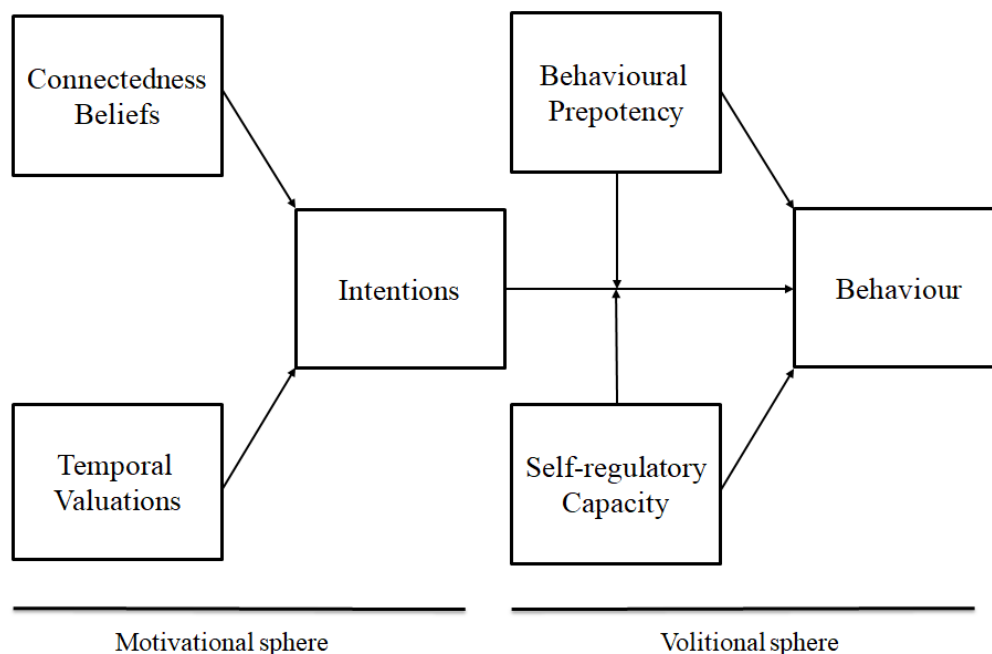 Connectedness
Beliefs
Behavioural
Prepotency
Intentions
Behaviour
Temporal
Valuations
Self-regulatory
Capacity
Motivational sphere
Volitional sphere